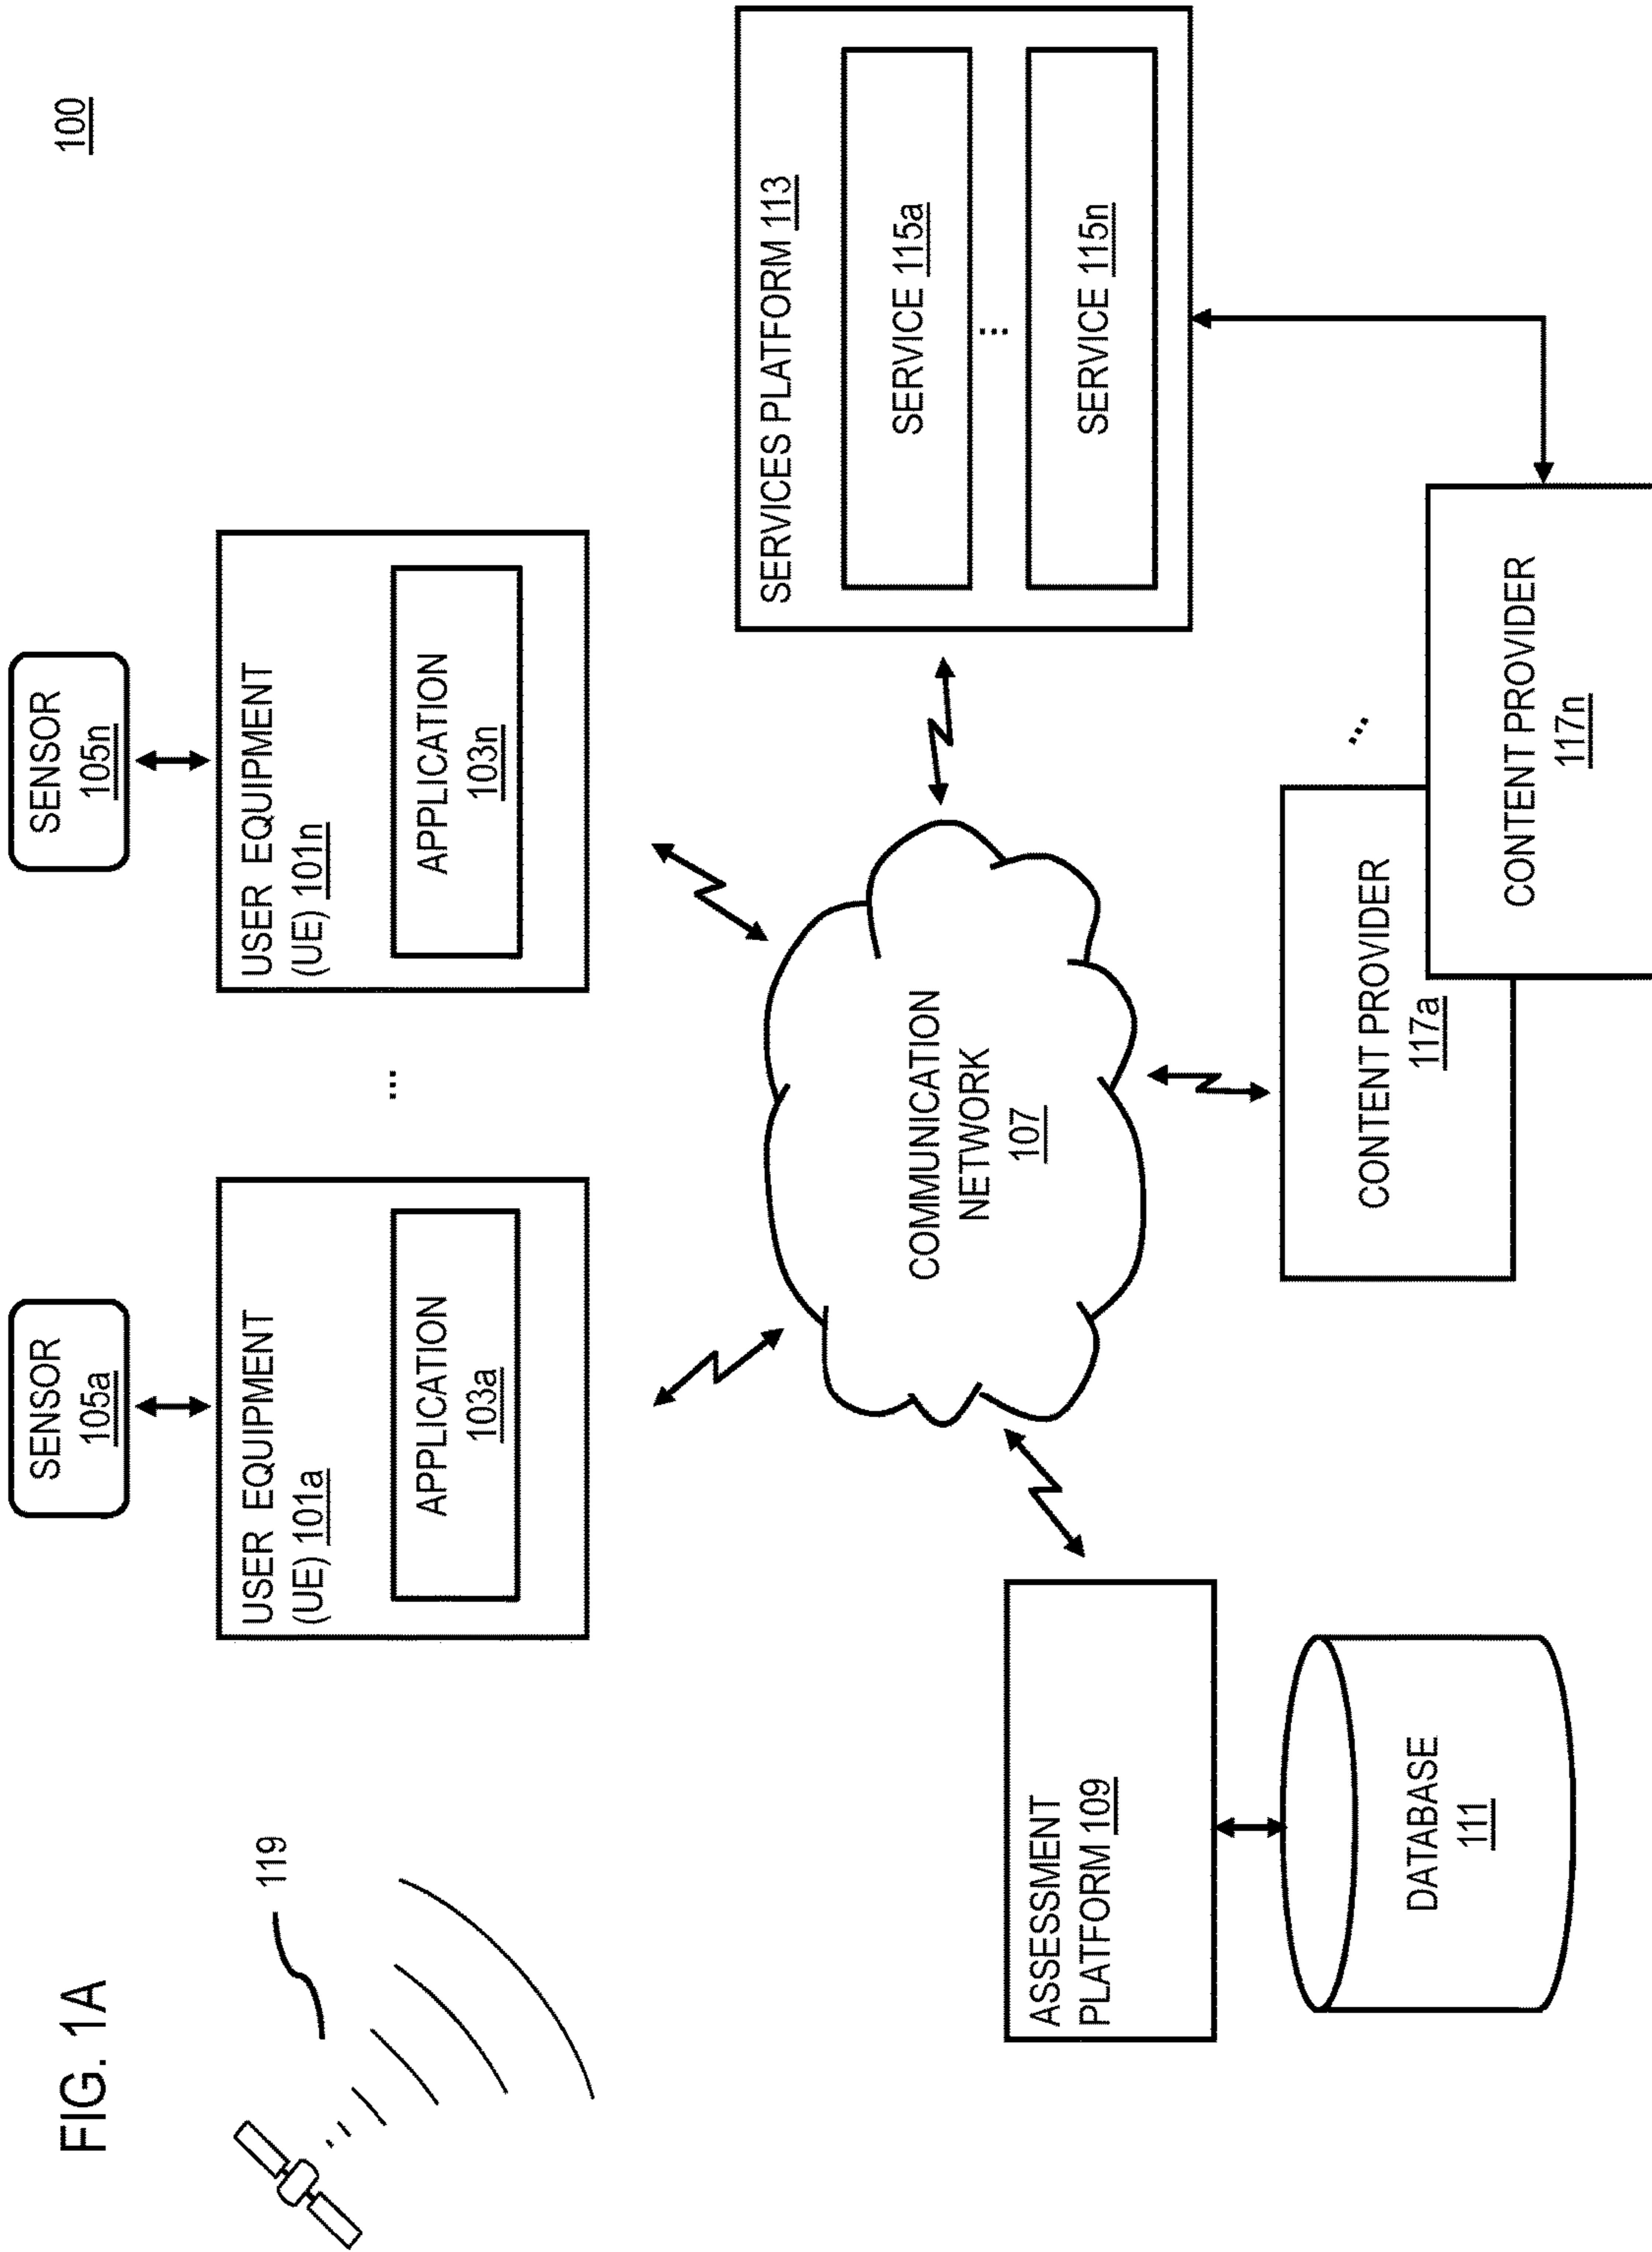 FIG. 1A
100
119
SENSOR
105a
SENSOR
105n
USER EQUIPMENT
(UE) 101a
APPLICATION
103a
...
USER EQUIPMENT
(UE) 101n
APPLICATION
103n
COMMUNICATION
NETWORK
107
SERVICES PLATFORM 113
SERVICE 115a
...
SERVICE 115n
ASSESSMENT
PLATFORM 109
DATABASE
111
CONTENT PROVIDER
117a
...
CONTENT PROVIDER
117n